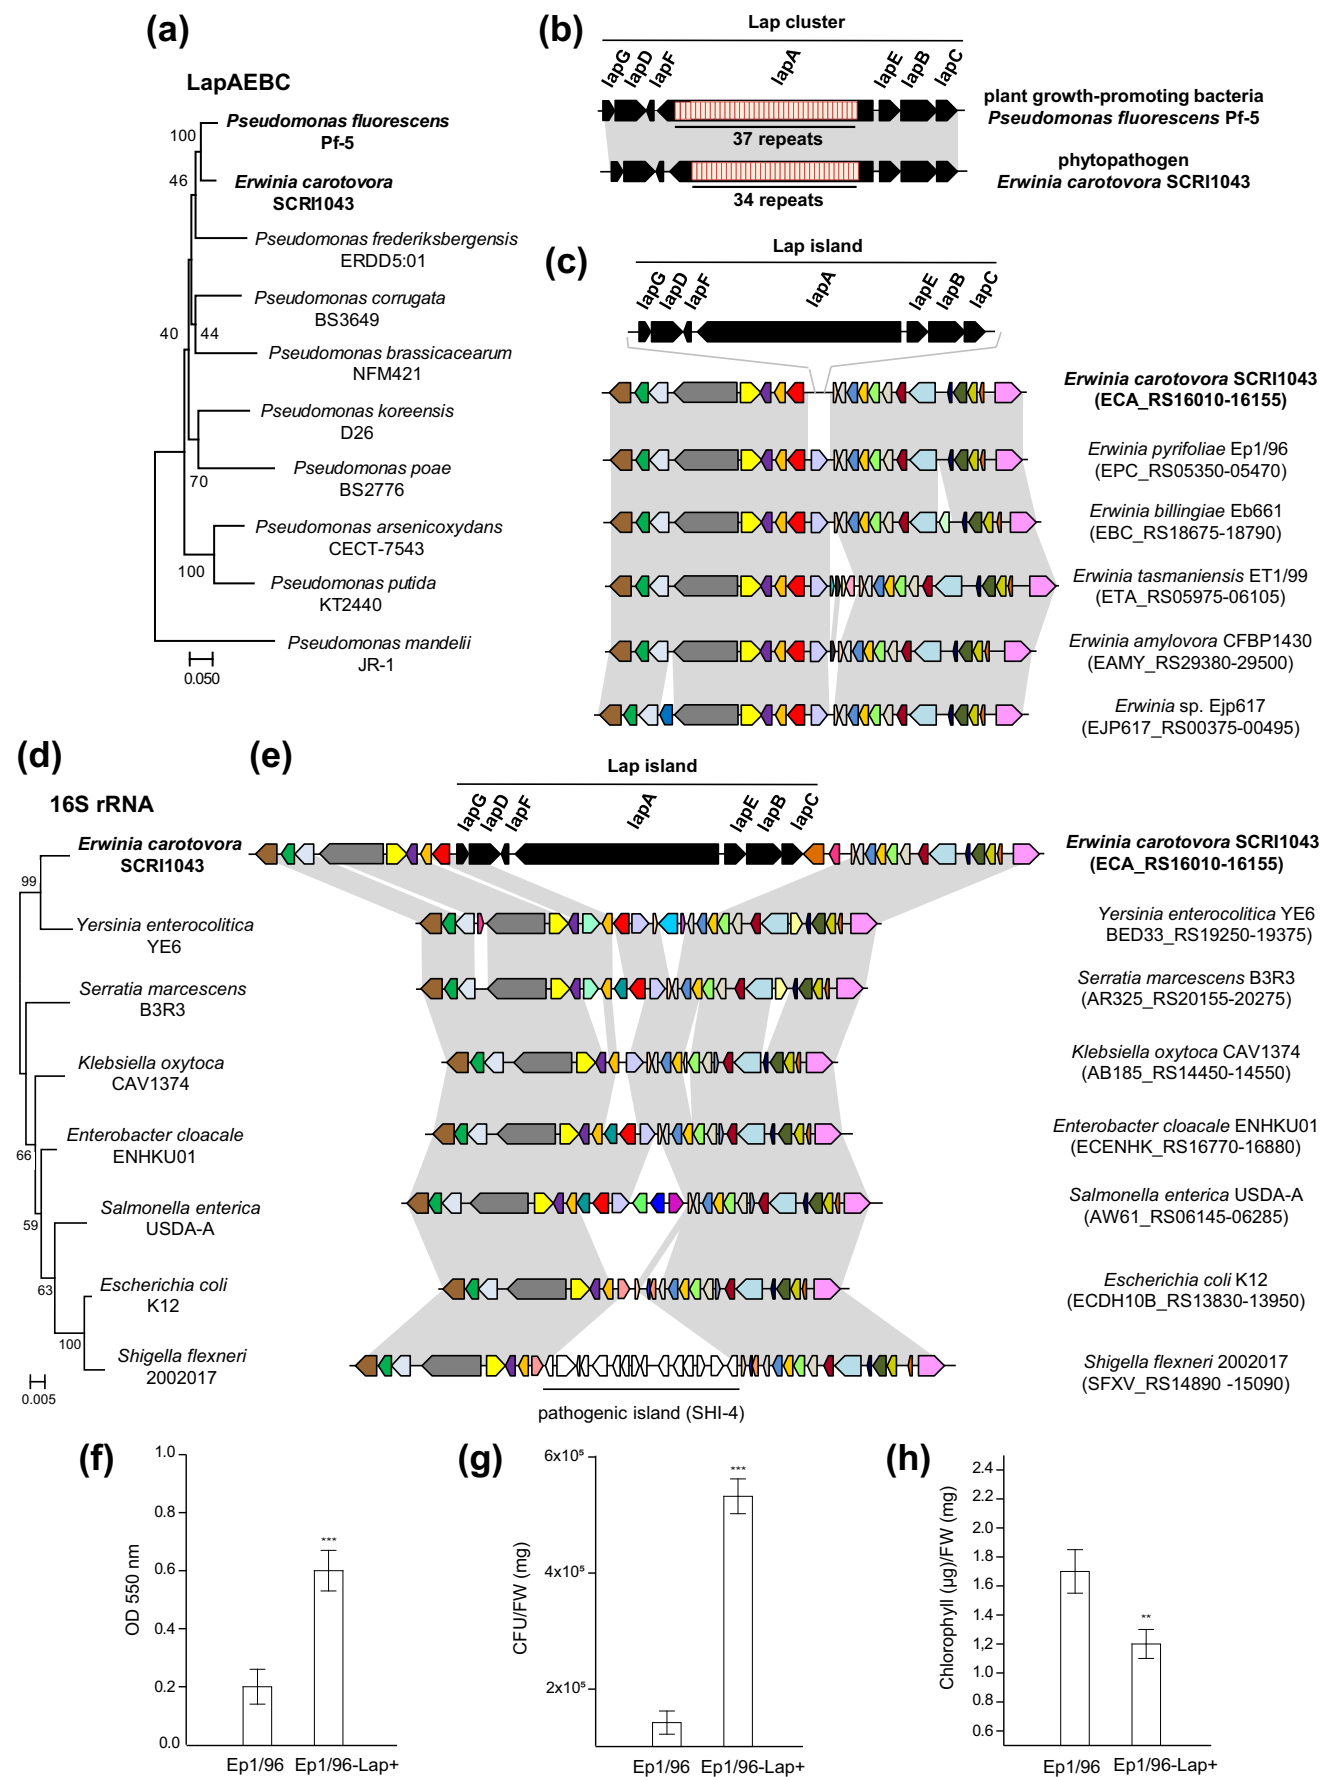 (a)
LapAEBC
Pseudomonas fluorescens
Pf-5
100
Erwinia carotovora
SCRI1043
46
Pseudomonas frederiksbergensis
ERDD5:01
Pseudomonas corrugata
BS3649
40
44
Pseudomonas brassicacearum
NFM421
Pseudomonas koreensis
D26
Pseudomonas poae
BS2776
70
Pseudomonas arsenicoxydans
CECT-7543
100
Pseudomonas putida
KT2440
Pseudomonas mandelii
JR-1
0.050
(b)
Lap cluster
lapG
lapD
lapF
lapA
lapE
lapB
lapC
37 repeats
plant growth-promoting bacteria
Pseudomonas fluorescens Pf-5
34 repeats
phytopathogen
Erwinia carotovora SCRI1043
(c)
Lap island
lapG
lapD
lapF
lapA
lapE
lapB
lapC
Erwinia carotovora SCRI1043
(ECA_RS16010-16155)
Erwinia pyrifoliae Ep1/96
(EPC_RS05350-05470)
Erwinia billingiae Eb661
(EBC_RS18675-18790)
Erwinia tasmaniensis ET1/99
(ETA_RS05975-06105)
Erwinia amylovora CFBP1430
(EAMY_RS29380-29500)
Erwinia sp. Ejp617
(EJP617_RS00375-00495)
(d)
16S rRNA
Erwinia carotovora
SCRI1043
99
Yersinia enterocolitica
YE6
Serratia marcescens
B3R3
Klebsiella oxytoca
CAV1374
Enterobacter cloacale
ENHKU01
66
Salmonella enterica
USDA-A
59
Escherichia coli
K12
63
Shigella flexneri
2002017
100
0.005
(e)
Lap island
lapG
lapD
lapF
lapA
lapE
lapB
lapC
Erwinia carotovora SCRI1043
(ECA_RS16010-16155)
Yersinia enterocolitica YE6
BED33_RS19250-19375)
Serratia marcescens B3R3
(AR325_RS20155-20275)
Klebsiella oxytoca CAV1374
(AB185_RS14450-14550)
Enterobacter cloacale ENHKU01
(ECENHK_RS16770-16880)
Salmonella enterica USDA-A
(AW61_RS06145-06285)
Escherichia coli K12
(ECDH10B_RS13830-13950)
Shigella flexneri 2002017
(SFXV_RS14890 -15090)
pathogenic island (SHI-4)
(f)
OD 550 nm
1.0
0.8
0.6
0.4
0.2
0.0
***
Ep1/96 Ep1/96-Lap+
(g)
CFU/FW (mg)
6x10⁵
4x10⁵
2x10⁵
***
Ep1/96 Ep1/96-Lap+
(h)
Chlorophyll (µg)/FW (mg)
2.4
2.2
2.0
1.8
1.6
1.4
1,2
1.0
0.8
0.6
**
Ep1/96 Ep1/96-Lap+